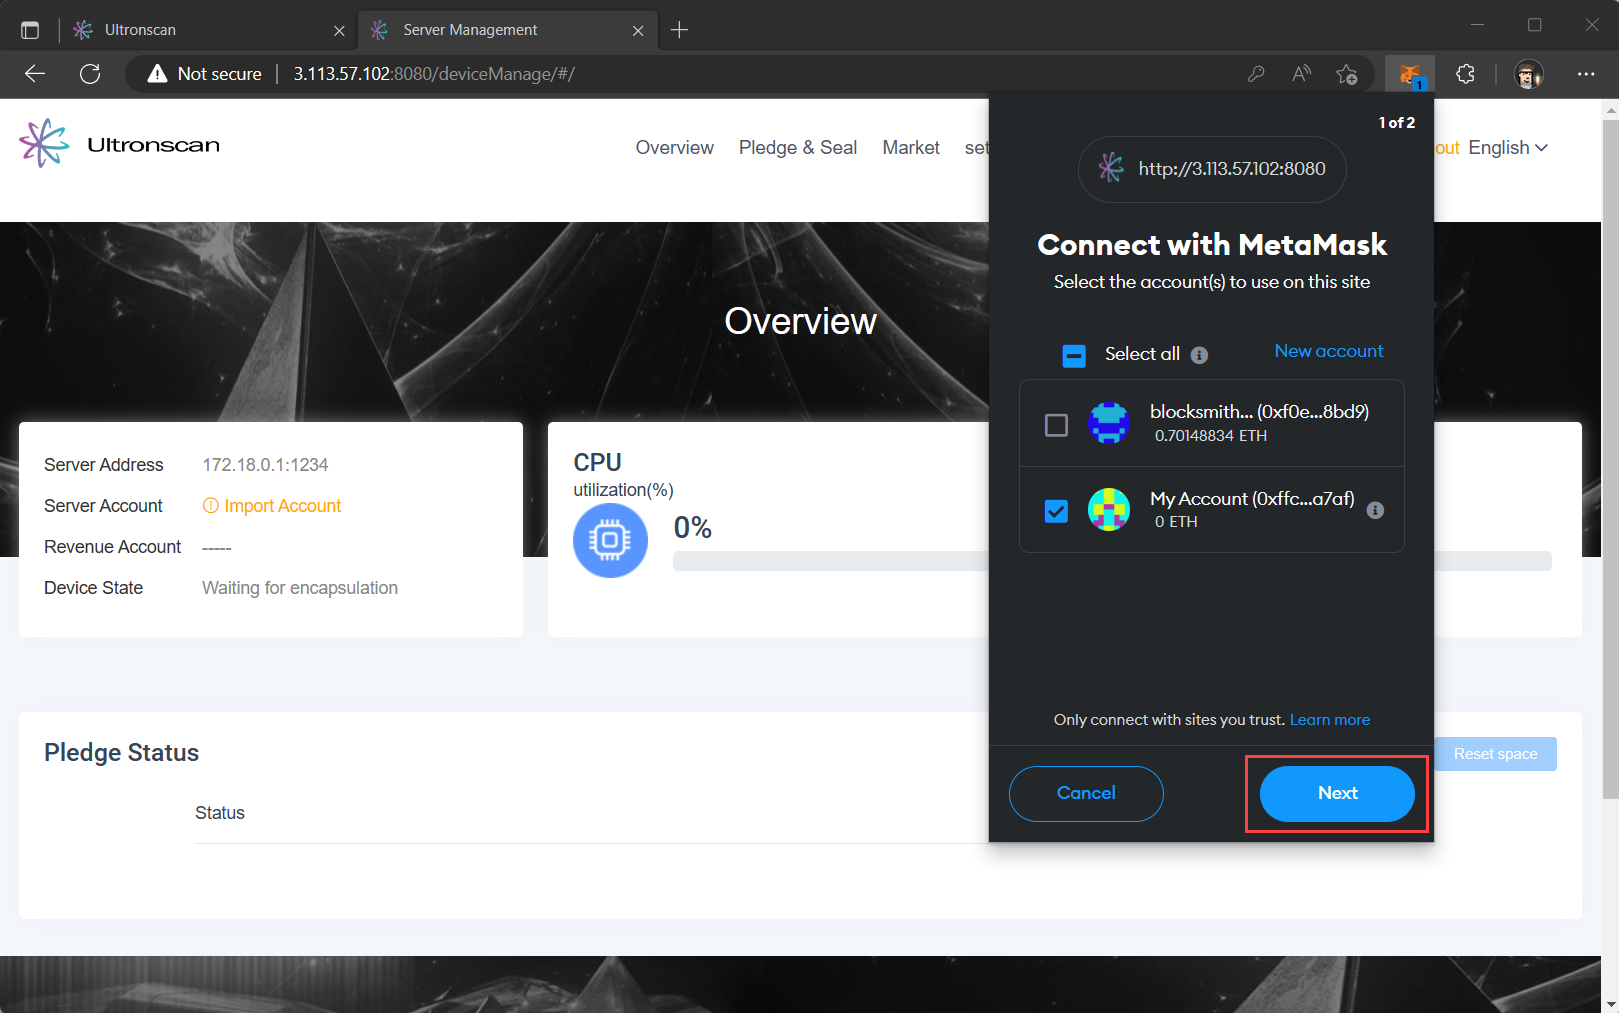 Ultronscan
Server Management
Not secure
3.113.57.102:8080/deviceManage/#/
1
Ultronscan
Overview
Pledge & Seal
Market
set
out
English
Overview
Server Address
172.18.0.1:1234
Server Account
Import Account
Revenue Account
-----
Device State
Waiting for encapsulation
CPU
utilization(%)
0%
Pledge Status
Reset space
Status
1 of 2
http://3.113.57.102:8080
Connect with MetaMask
Select the account(s) to use on this site
Select all
New account
blocksmith... (0xf0e...8bd9)
0.70148834 ETH
My Account (0xffc...a7af)
0 ETH
Only connect with sites you trust. Learn more
Cancel
Next